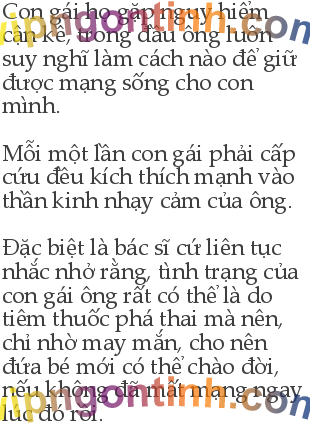 Con gái họ gặp nguy hiểm
cận kề, trong đầu ông luôn
suy nghĩ làm cách nào để giữ
được mạng sống cho con
mình.
Mỗi một lần con gái phải cấp
cứu đều kích thích mạnh vào
thần kinh nhạy cảm của ông.
Đặc biệt là bác sĩ cứ liên tục
nhắc nhở rằng, tình trạng của
con gái ông rất có thể là do
tiêm thuốc phá thai mà nên,
chỉ nhờ may mắn, cho nên
đứa bé mới có thể chào đời,
nếu không đã mất mạng ngay
lúc đó rồi.
vipngontinh.com
vipngontinh.com